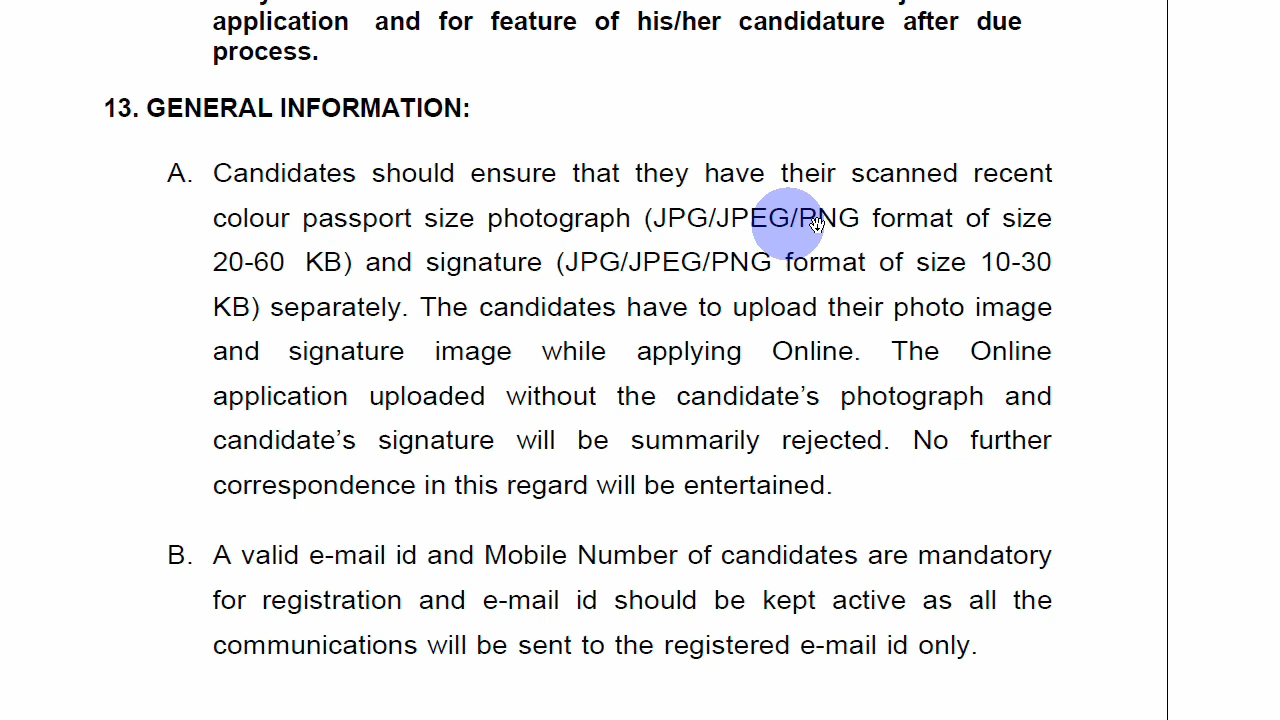 application and for feature of his/her candidature after due
process.
13. GENERAL INFORMATION:
A. Candidates should ensure that they have their scanned recent
colour passport size photograph (JPG/JPEG/PNG format of size
20-60 KB) and signature (JPG/JPEG/PNG format of size 10-30
KB) separately. The candidates have to upload their photo image
and signature image while applying Online. The Online
application uploaded without the candidate’s photograph and
candidate’s signature will be summarily rejected. No further
correspondence in this regard will be entertained.
B. A valid e-mail id and Mobile Number of candidates are mandatory
for registration and e-mail id should be kept active as all the
communications will be sent to the registered e-mail id only.